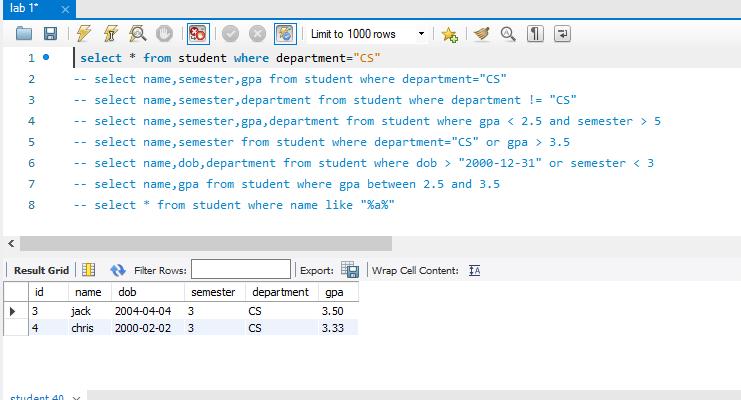 lab 1*
Limit to 1000 rows
1 select * from student where department="CS"
2 -- select name,semester,gpa from student where department="CS"
3 -- select name,semester,department from student where department != "CS"
4 -- select name,semester,gpa,department from student where gpa < 2.5 and semester > 5
5 -- select name,semester from student where department="CS" or gpa > 3.5
6 -- select name,dob,department from student where dob > "2000-12-31" or semester < 3
7 -- select name,gpa from student where gpa between 2.5 and 3.5
8 -- select * from student where name like "%a%"
Result Grid Filter Rows: Export: Wrap Cell Content:
id name dob semester department gpa
3 jack 2004-04-04 3 CS 3.50
4 chris 2000-02-02 3 CS 3.33
student 40